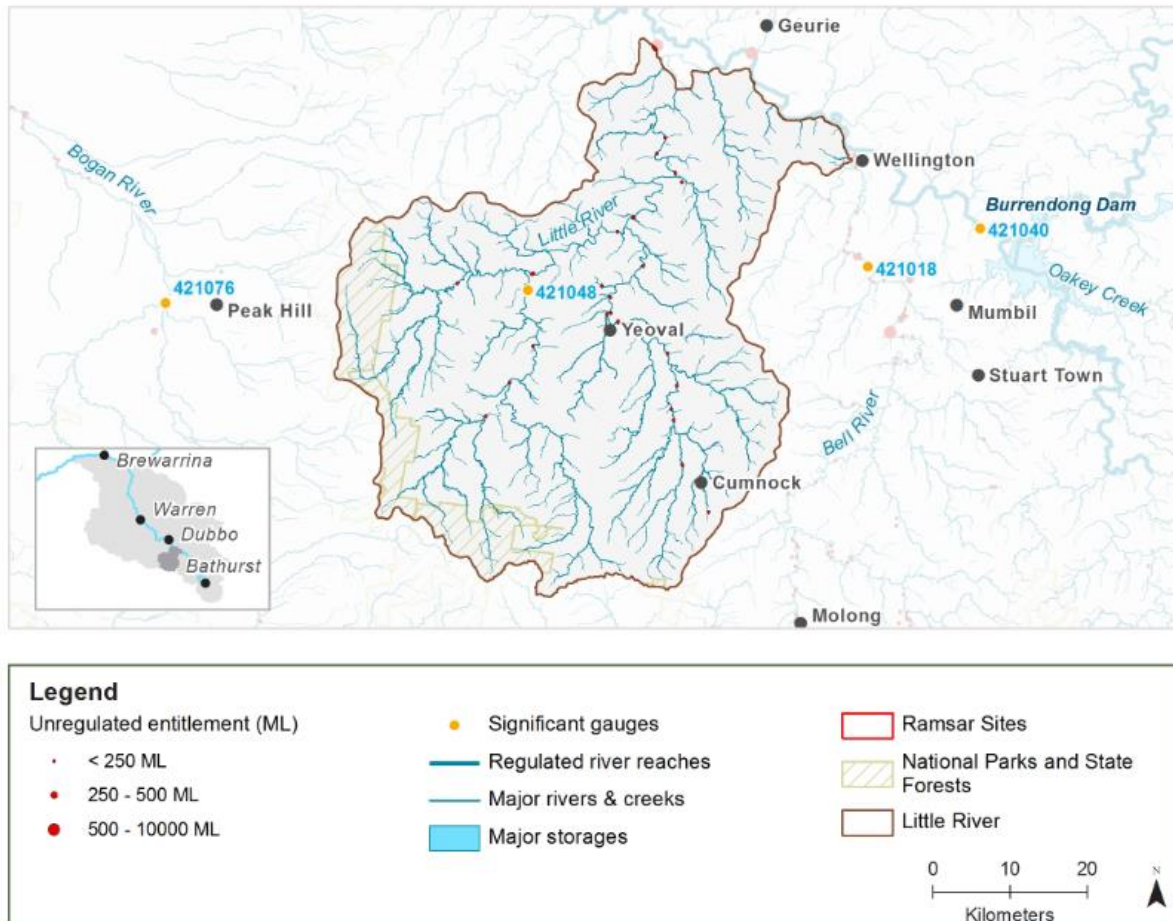 Geurie
Bogan River
Wellington
Little River
Burrendong Dam
421040
421018
Oakey Creek
421076
421048
Peak Hill
Mumbil
Yeoval
Stuart Town
Bell River
Cumnock
Brewarrina
Warren
Dubbo
Bathurst
Molong
Legend
Unregulated entitlement (ML)
< 250 ML
250 - 500 ML
500 - 10000 ML
Significant gauges
Regulated river reaches
Major rivers & creeks
Major storages
Ramsar Sites
National Parks and State
Forests
Little River
0 10 20
Kilometers
N